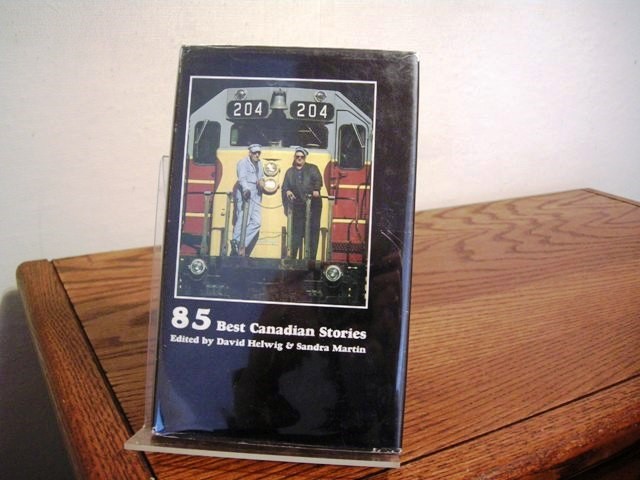 204 204
85 Best Canadian Stories
Edited by David Helwig & Sandra Martin